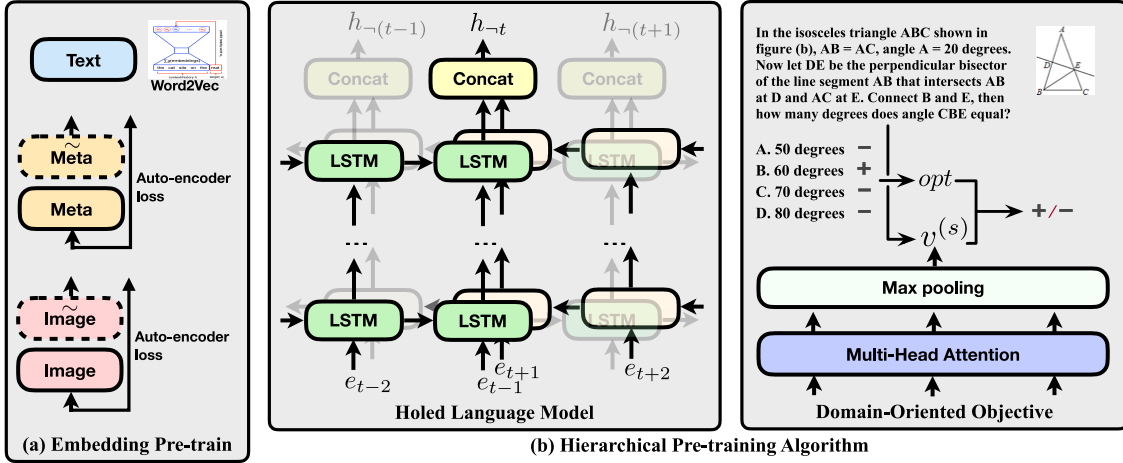 Text
Word2Vec
~
Meta
Meta
Auto-encoder
loss
~
Image
Image
Auto-encoder
loss
(a) Embedding Pre-train
h¬(t−1)
h¬t
h¬(t+1)
Concat
Concat
Concat
LSTM
LSTM
LSTM
....
....
....
LSTM
LSTM
LSTM
et−2
et−1
et+1
et+2
Holed Language Model
In the isosceles triangle ABC shown in
figure (b), AB = AC, angle A = 20 degrees.
Now let DE be the perpendicular bisector
of the line segment AB that intersects AB
at D and AC at E. Connect B and E, then
how many degrees does angle CBE equal?
A
D
E
B
C
A. 50 degrees −
B. 60 degrees +
C. 70 degrees −
D. 80 degrees −
opt
v(s)
+/−
Max pooling
Multi-Head Attention
Domain-Oriented Objective
(b) Hierarchical Pre-training Algorithm